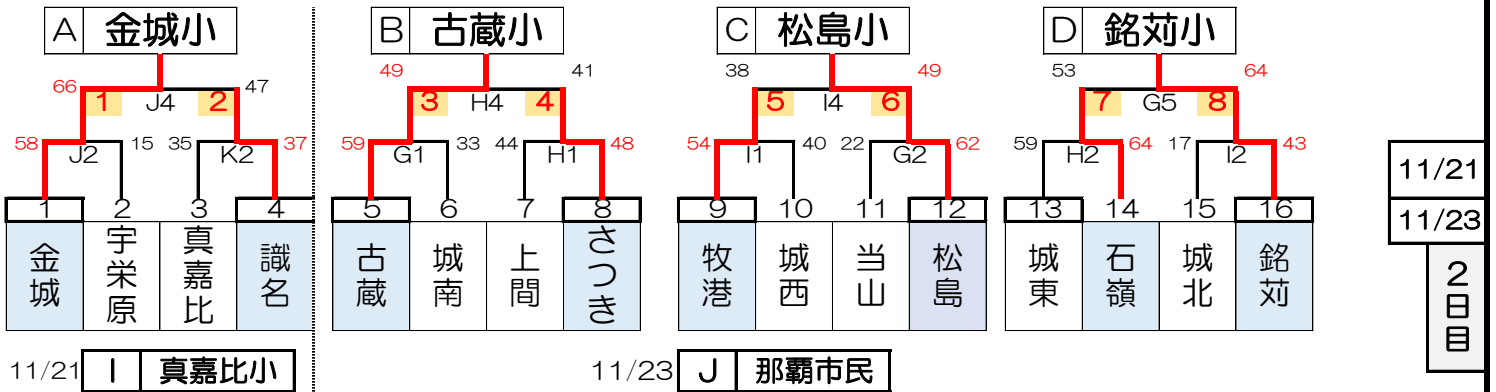 A 金城小 B 古蔵小 C 松島小 D 銘苅小
66 47 49 41 38 49 53 64
1 J4 2 3 H4 4 5 I4 6 7 G5 8
58 J2 15 35 K2 37 59 G1 33 44 H1 48 54 I1 40 22 G2 62 59 H2 64 17 I2 43
1 2 3 4 5 6 7 8 9 10 11 12 13 14 15 16
金城 宇栄原 真嘉比 識名 古蔵 城南 上間 さつき 牧港 城西 当山 松島 城東 石嶺 城北 銘苅
11/21
11/23
2日目
11/21 I 真嘉比小 11/23 J 那覇市民